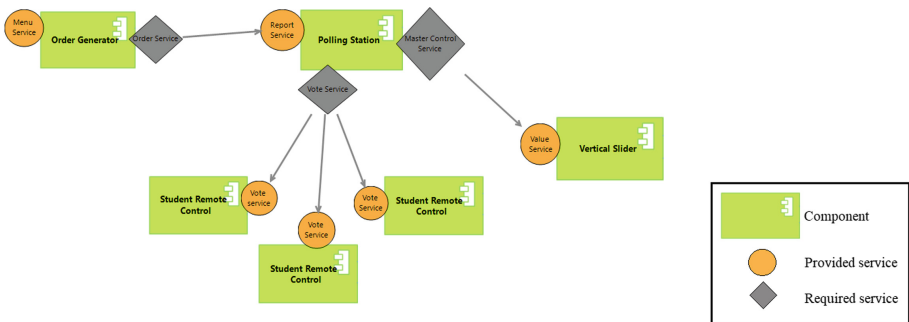 Menu
Service
Order Generator
Order Service
Report
Service
Polling Station
Master Control
Service
Vote Service
Value
Service
Vertical Slider
Student Remote
Control
Vote
service
Vote
Service
Student Remote
Control
Vote
Service
Student Remote
Control
Component
Provided service
Required service